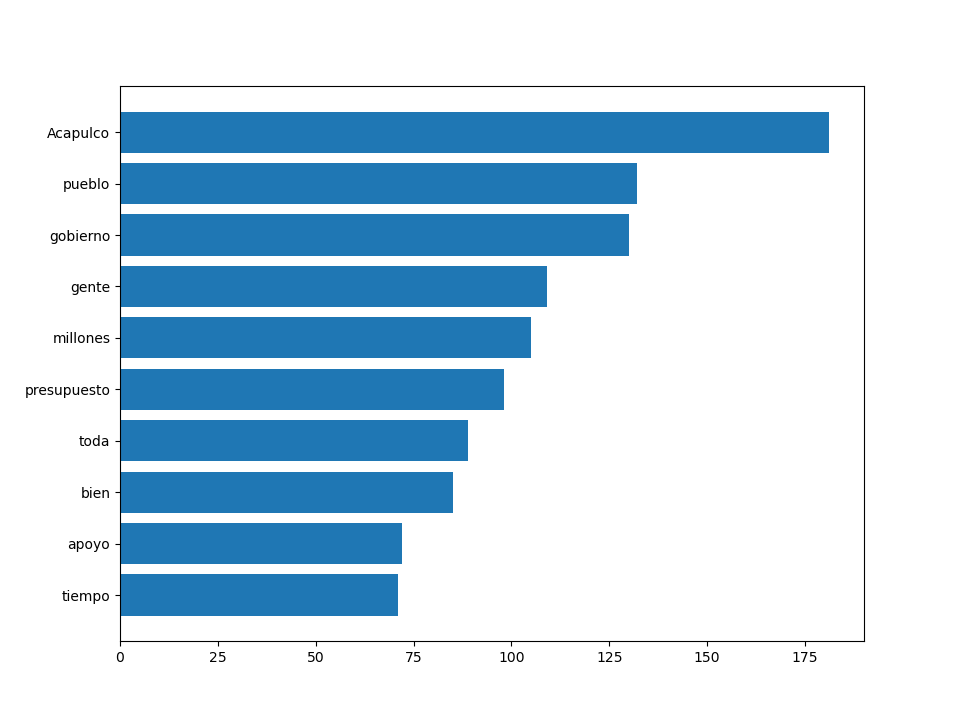 Acapulco
pueblo
gobierno
gente
millones
presupuesto
toda
bien
apoyo
tiempo
0 25 50 75 100 125 150 175